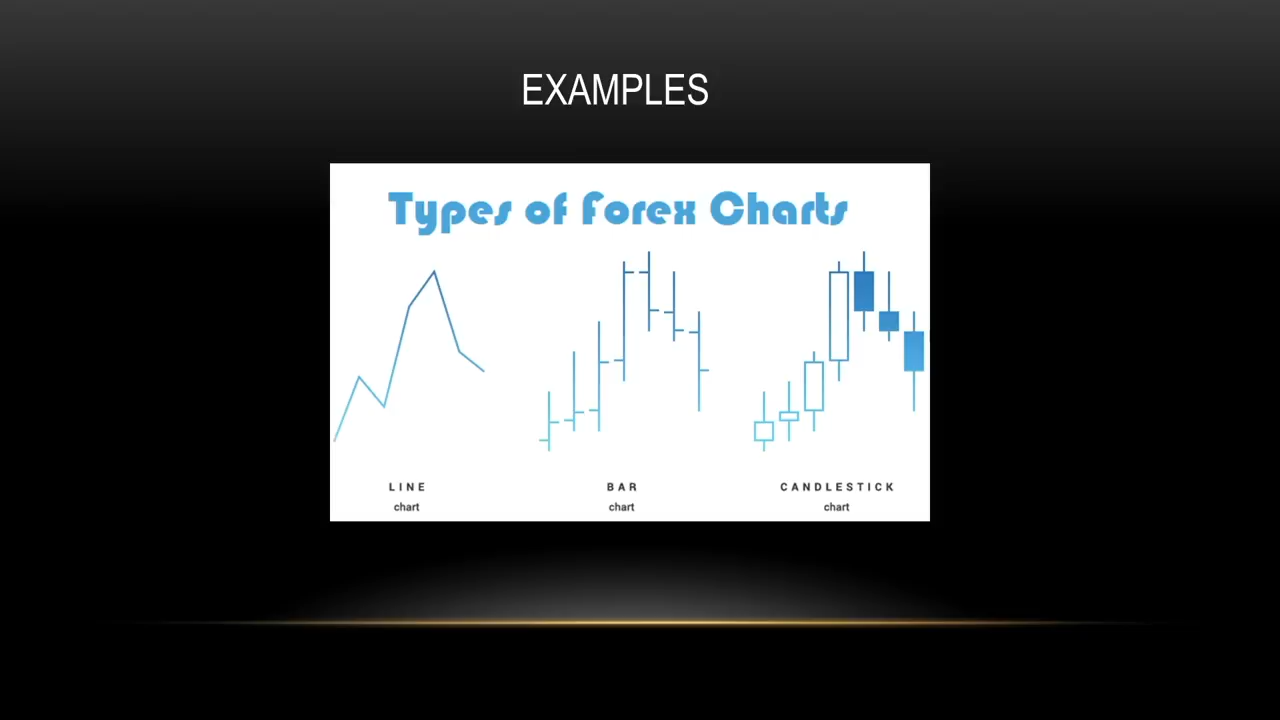 EXAMPLES
Types of Forex Charts
LINE
chart
BAR
chart
CANDLESTICK
chart